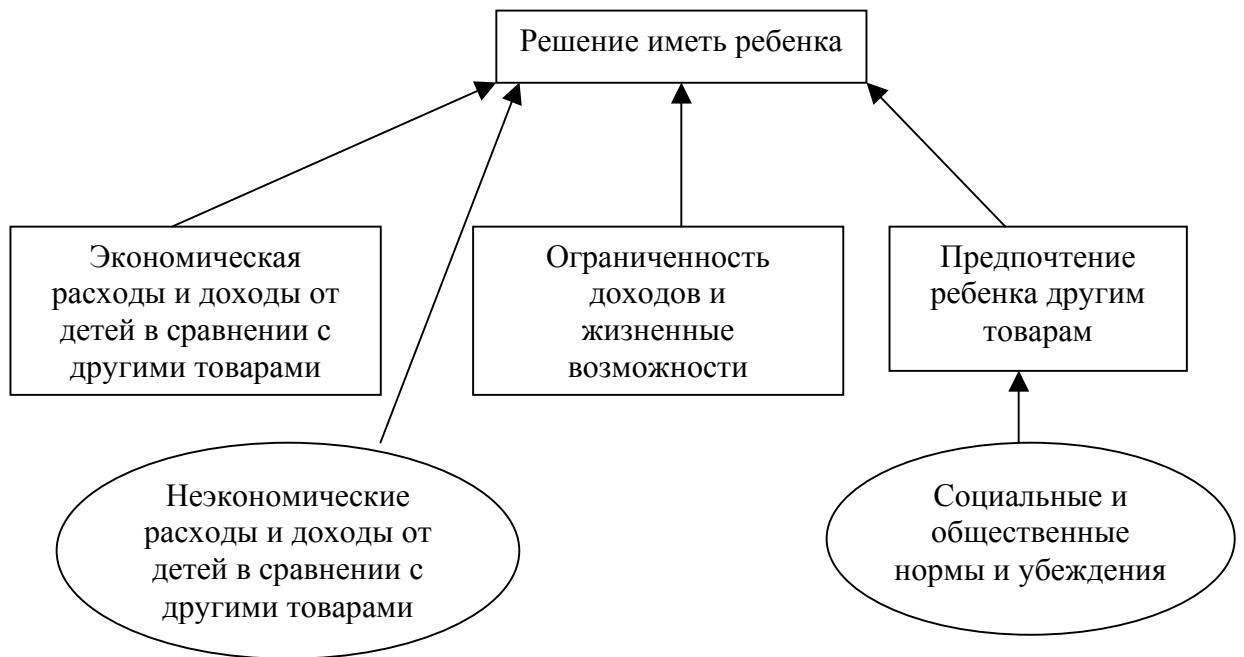 Решение иметь ребенка
Экономическая
расходы и доходы от
детей в сравнении с
другими товарами
Ограниченность
доходов и
жизненные
возможности
Предпочтение
ребенка другим
товарам
Неэкономические
расходы и доходы от
детей в сравнении с
другими товарами
Социальные и
общественные
нормы и убеждения